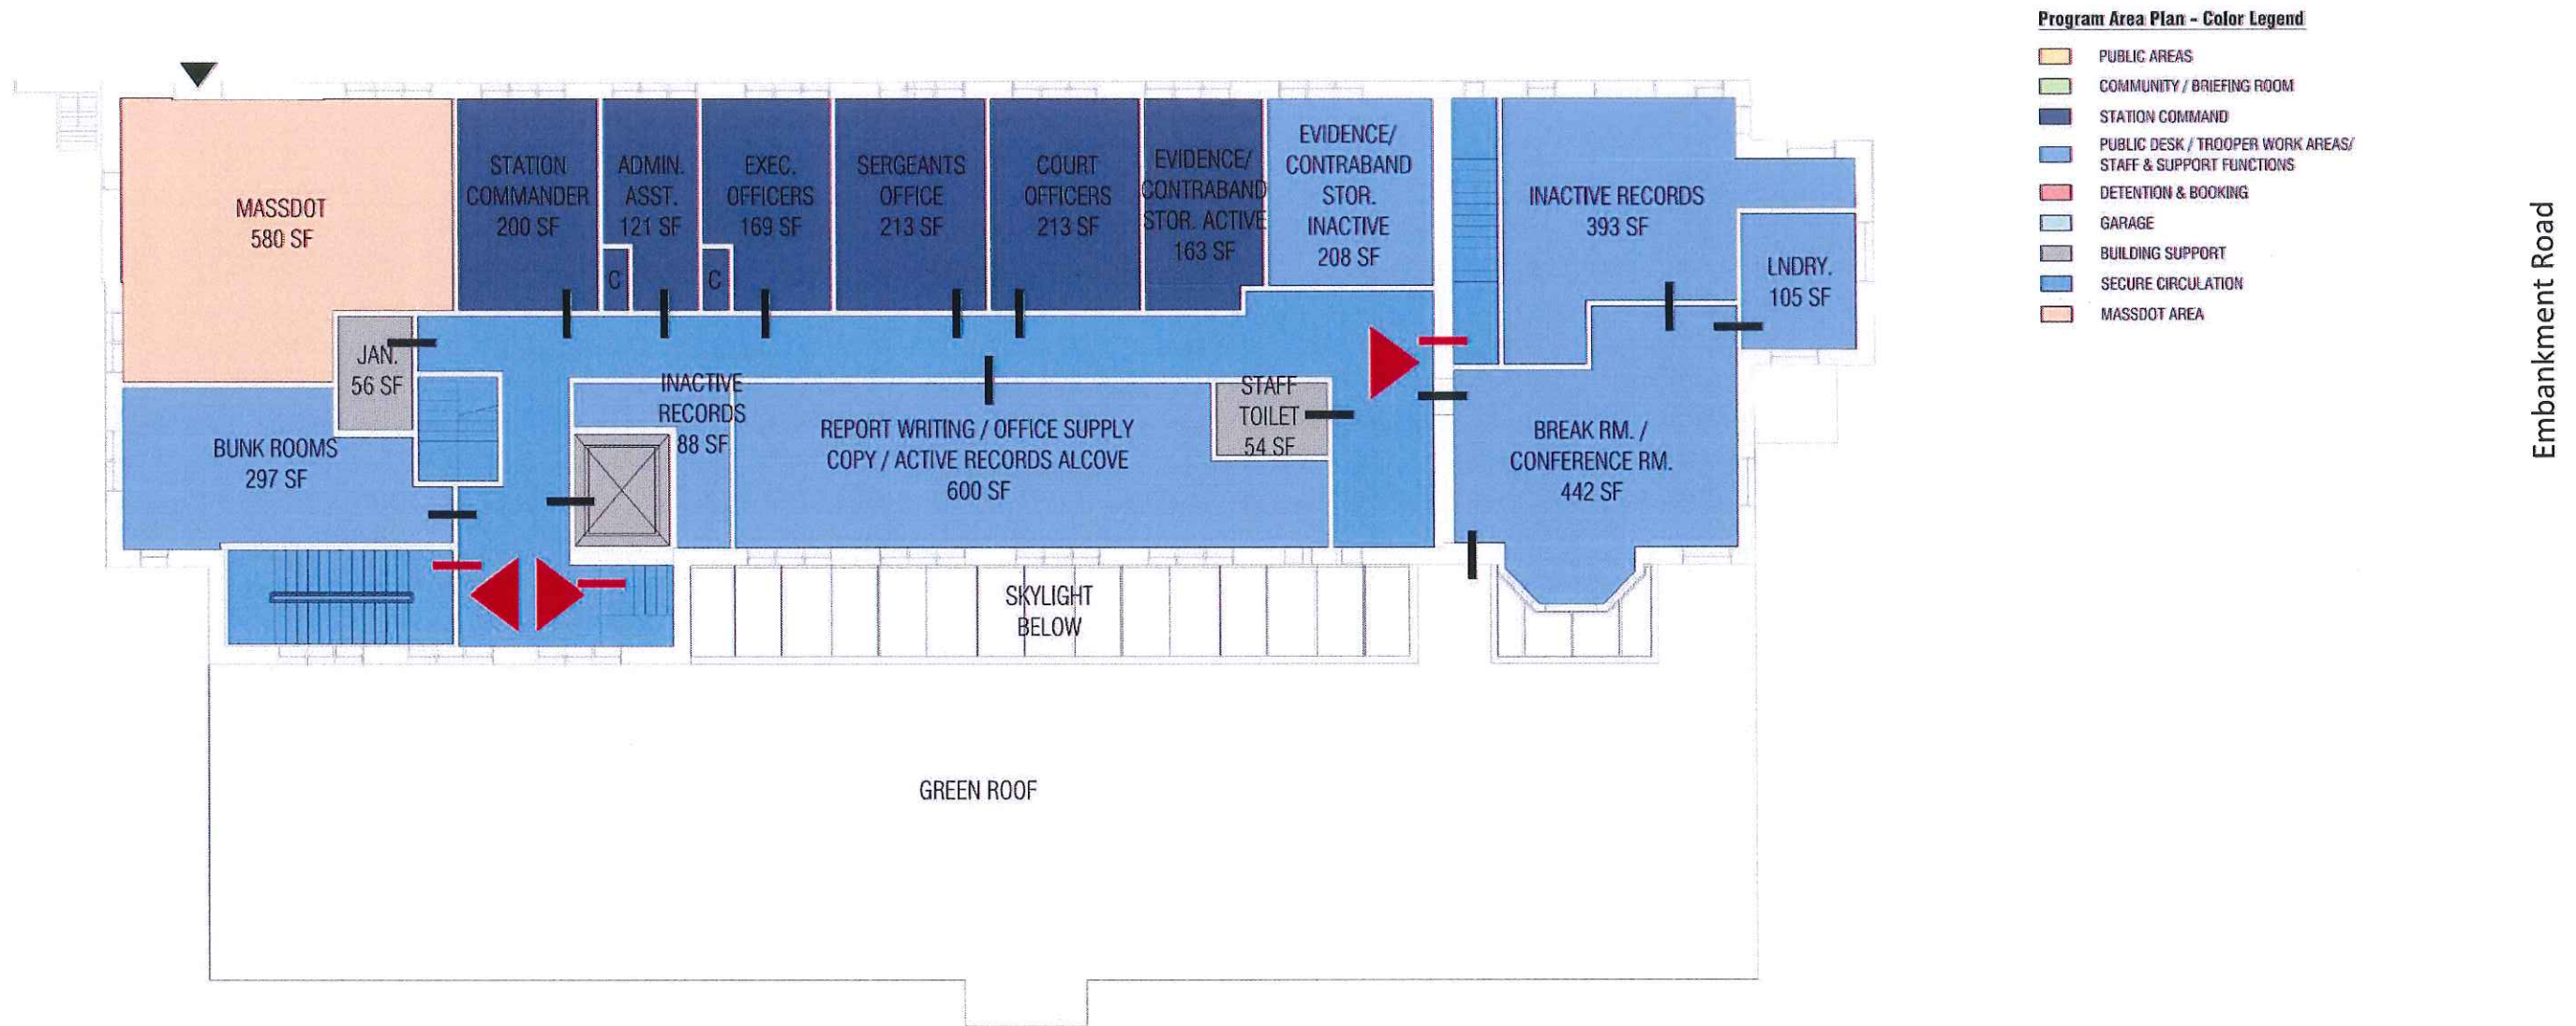 Program Area Plan - Color Legend
PUBLIC AREAS
COMMUNITY / BRIEFING ROOM
STATION COMMAND
PUBLIC DESK / TROOPER WORK AREAS/
STAFF & SUPPORT FUNCTIONS
DETENTION & BOOKING
GARAGE
BUILDING SUPPORT
SECURE CIRCULATION
MASSDOT AREA
Embankment Road
MASSDOT
580 SF
STATION
COMMANDER
200 SF
ADMIN.
ASST.
121 SF
C
EXEC.
OFFICERS
169 SF
C
SERGEANTS
OFFICE
213 SF
COURT
OFFICERS
213 SF
EVIDENCE/
CONTRABAND
STOR. ACTIVE
163 SF
EVIDENCE/
CONTRABAND
STOR.
INACTIVE
208 SF
INACTIVE RECORDS
393 SF
LNDRY.
105 SF
JAN.
56 SF
BUNK ROOMS
297 SF
INACTIVE
RECORDS
88 SF
REPORT WRITING / OFFICE SUPPLY
COPY / ACTIVE RECORDS ALCOVE
600 SF
STAFF
TOILET
54 SF
BREAK RM. /
CONFERENCE RM.
442 SF
SKYLIGHT
BELOW
GREEN ROOF